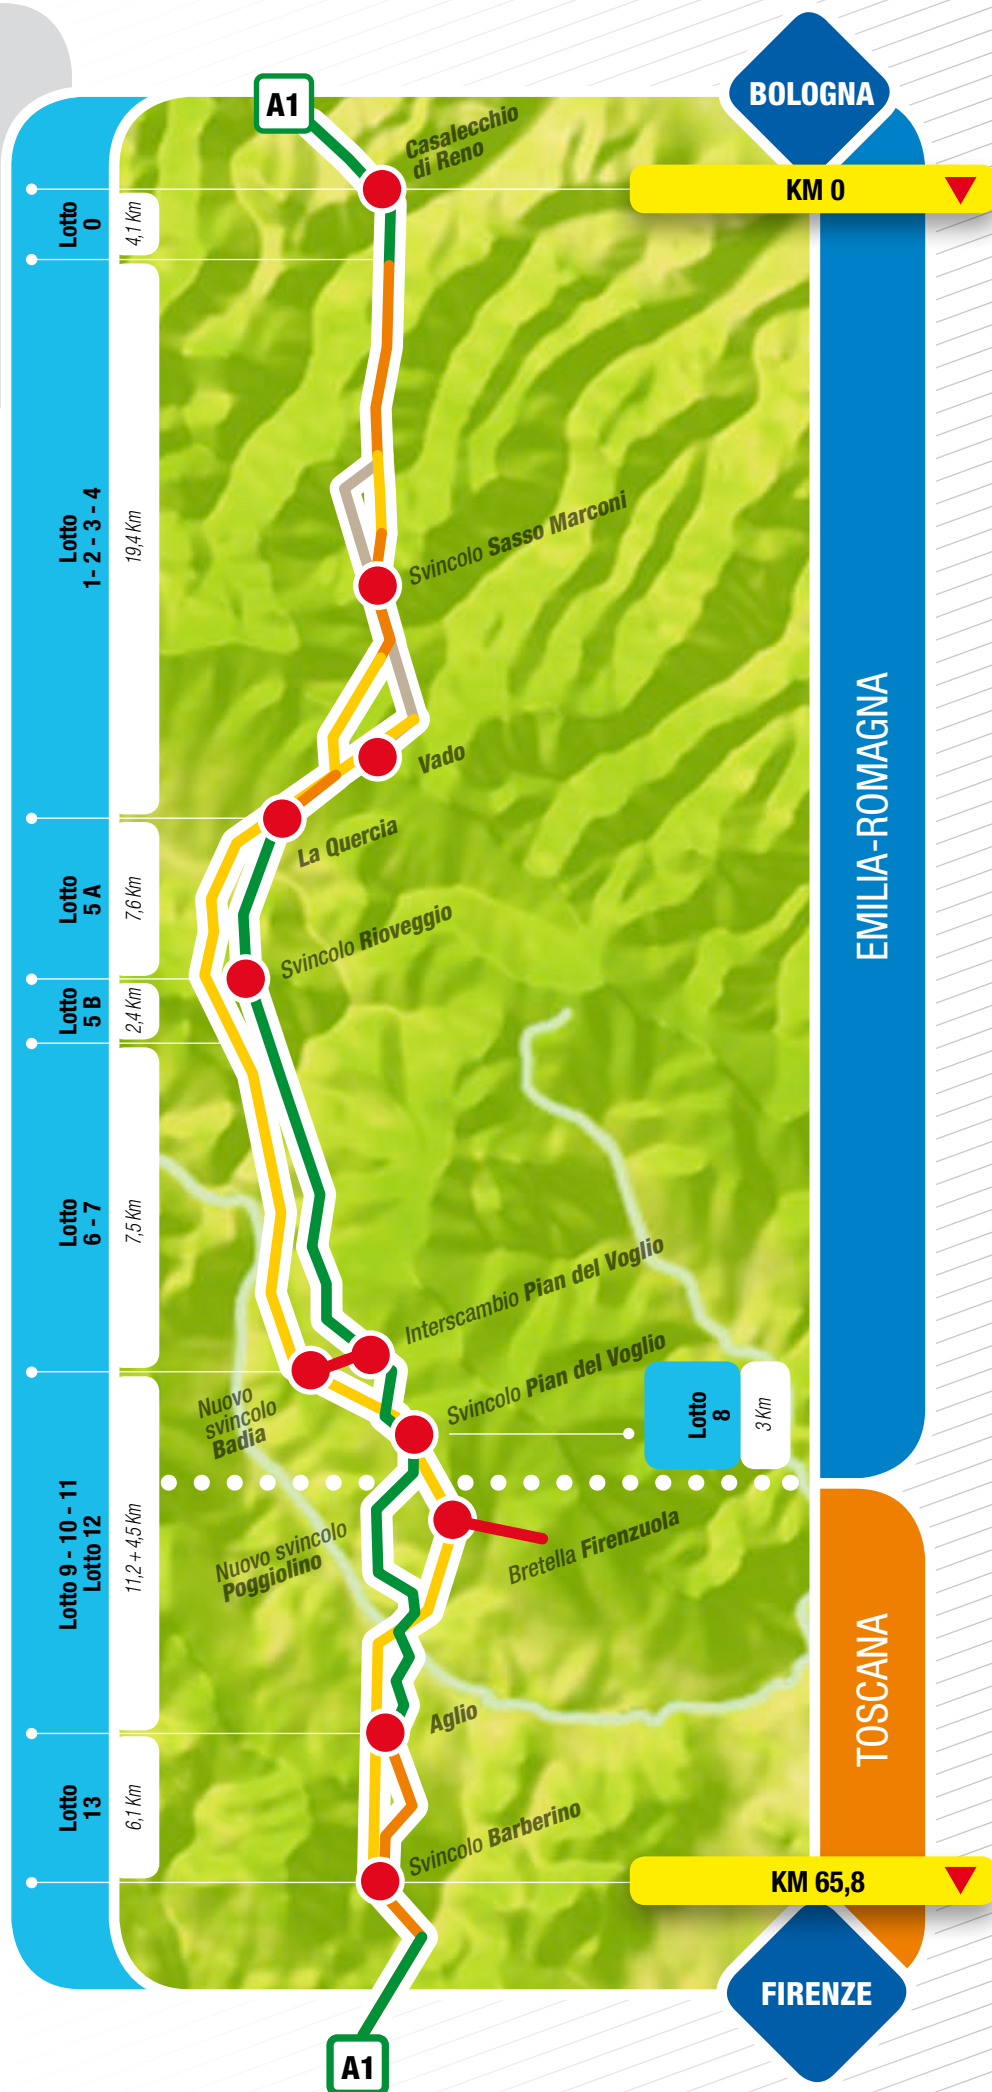 A1
BOLOGNA
Casalecchio
di Reno
KM 0
Lotto
0
4,1 Km
Lotto
1- 2 - 3 - 4
19,4 Km
Svincolo Sasso Marconi
Vado
La Quercia
EMILIA-ROMAGNA
Lotto
5 A
7,6 Km
Svincolo Rioveggio
Lotto
5 B
2,4 Km
Lotto
6 - 7
7,5 Km
Interscambio Pian del Voglio
Svincolo Pian del Voglio
Nuovo
svincolo
Badia
Lotto
8
3 Km
Lotto 9 - 10 - 11
Lotto 12
11,2 + 4,5 Km
Nuovo svincolo
Poggiolino
Bretella Firenzuola
TOSCANA
Aglio
Lotto
13
6,1 Km
Svincolo Barberino
KM 65,8
FIRENZE
A1